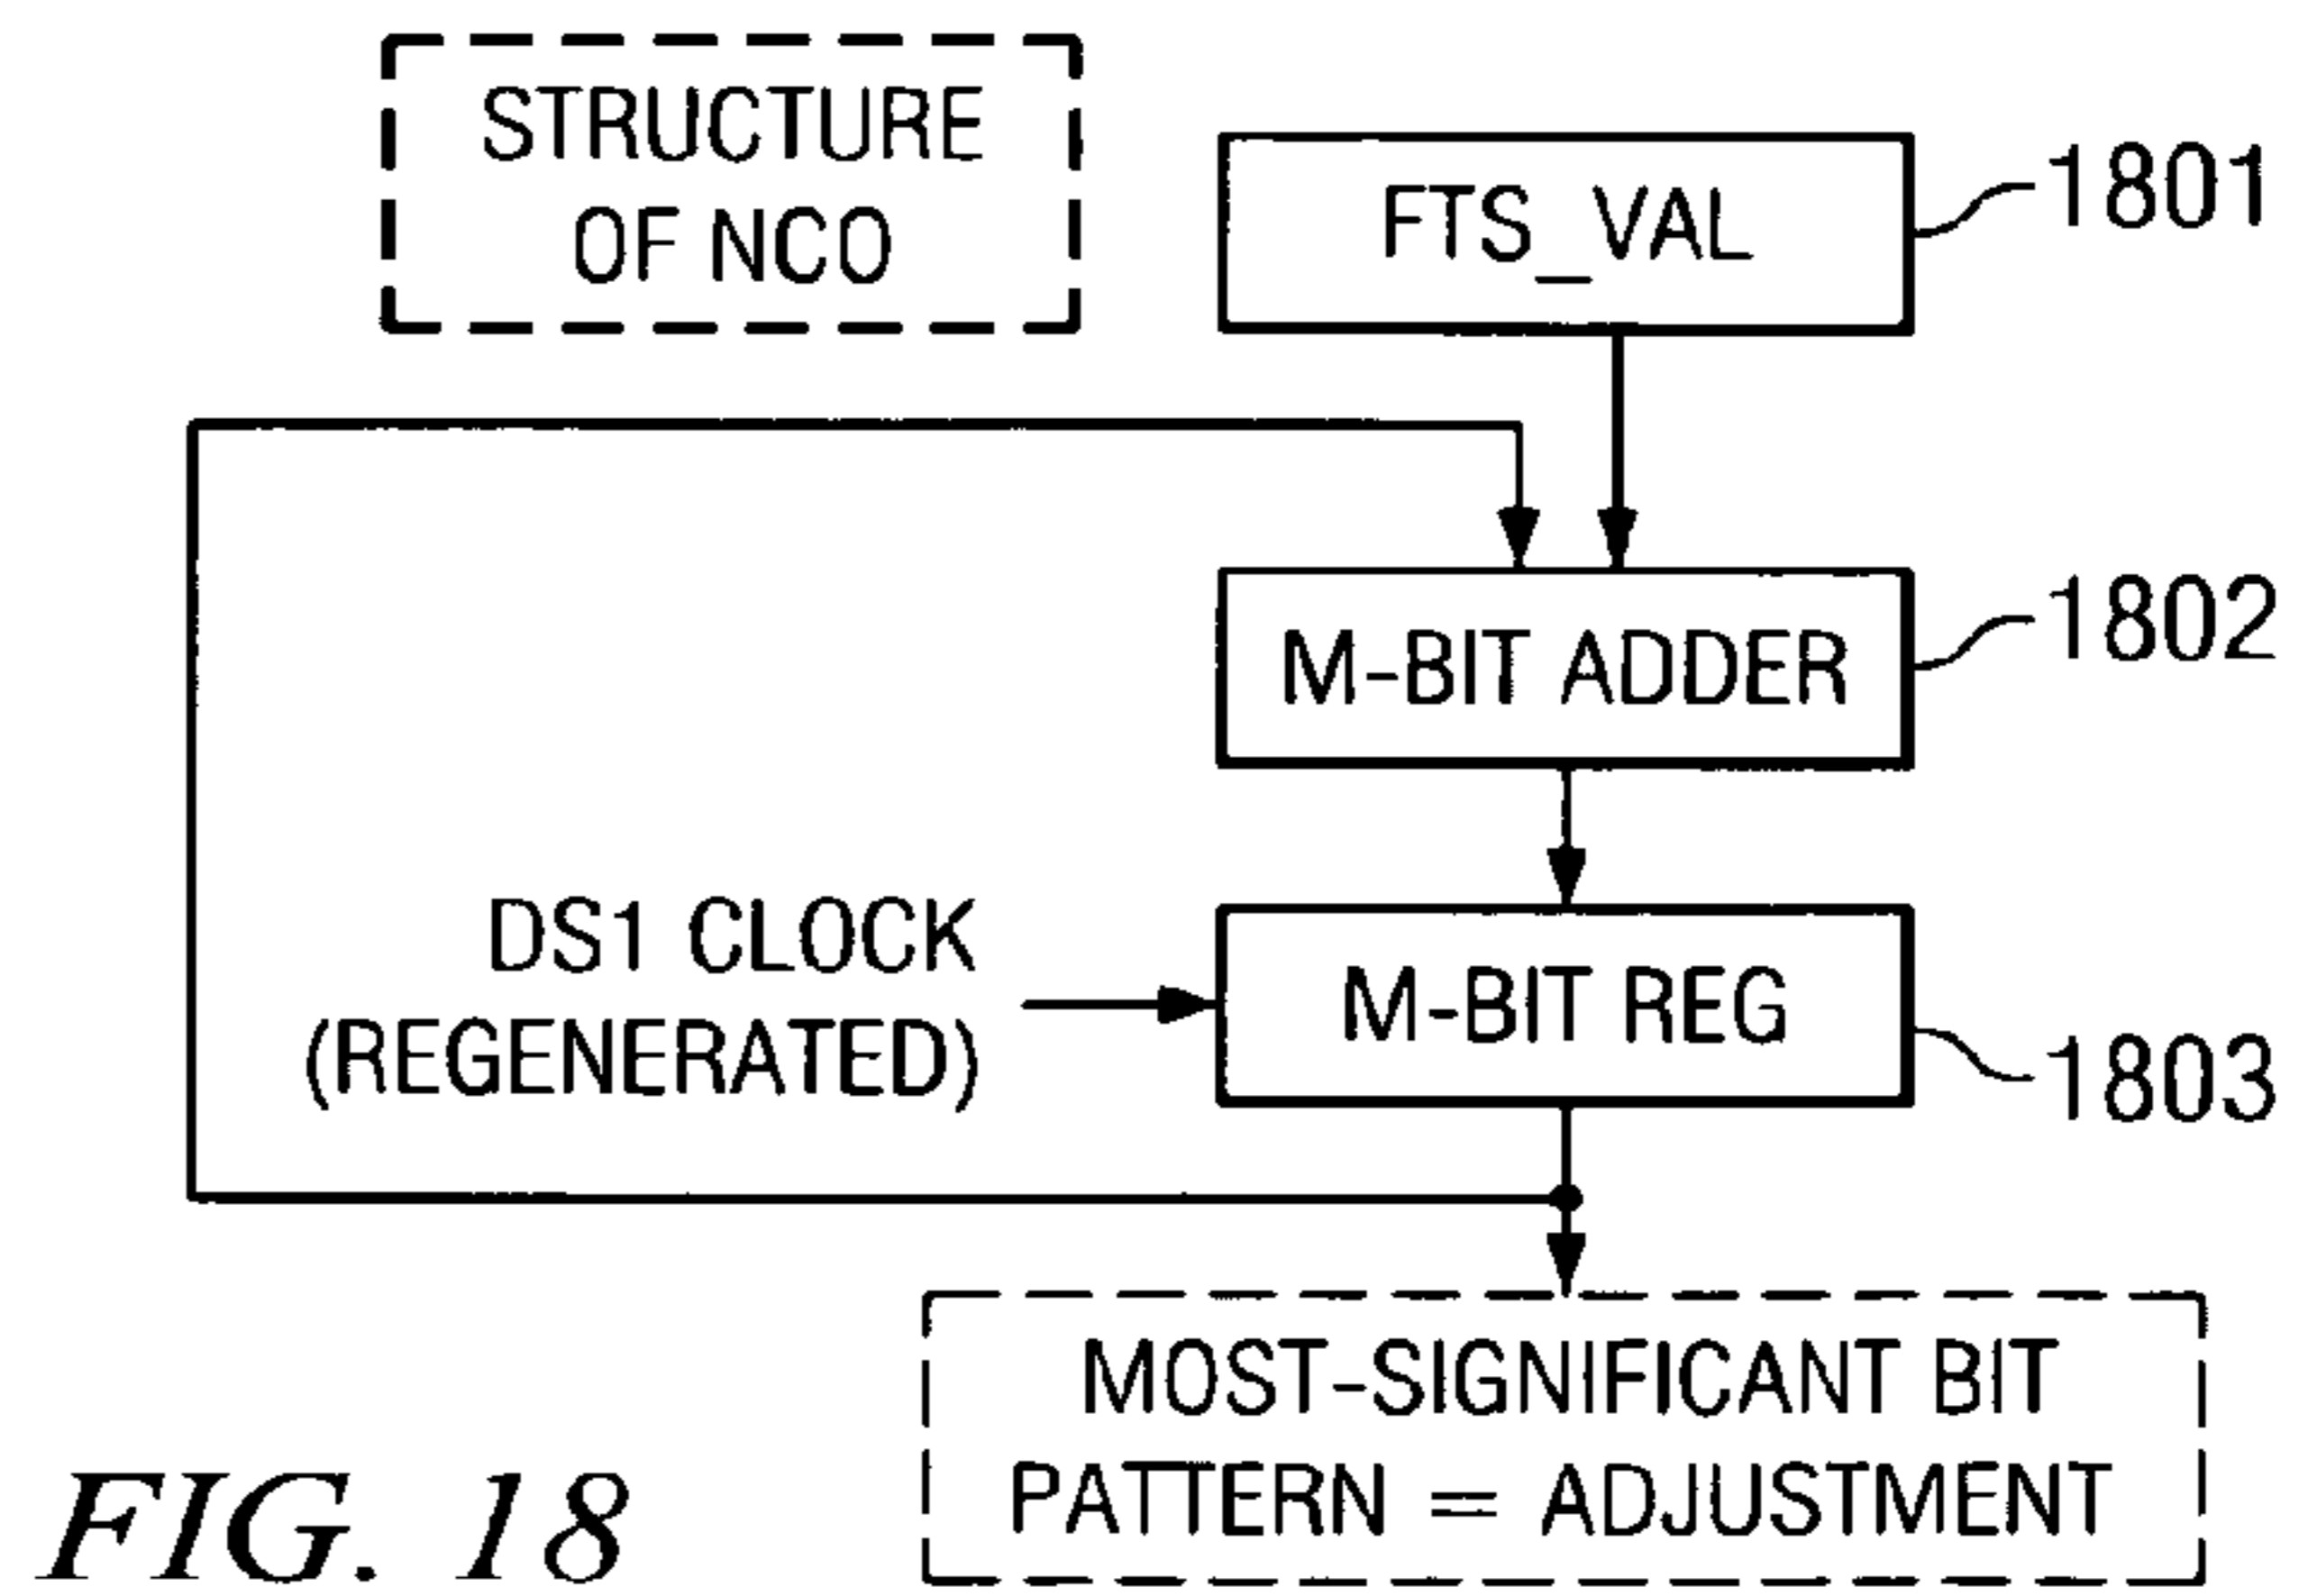 STRUCTURE
OF NCO
FTS_VAL
1801
M-BIT ADDER
1802
DS1 CLOCK
(REGENERATED)
M-BIT REG
1803
MOST-SIGNIFICANT BIT
PATTERN = ADJUSTMENT
FIG. 18